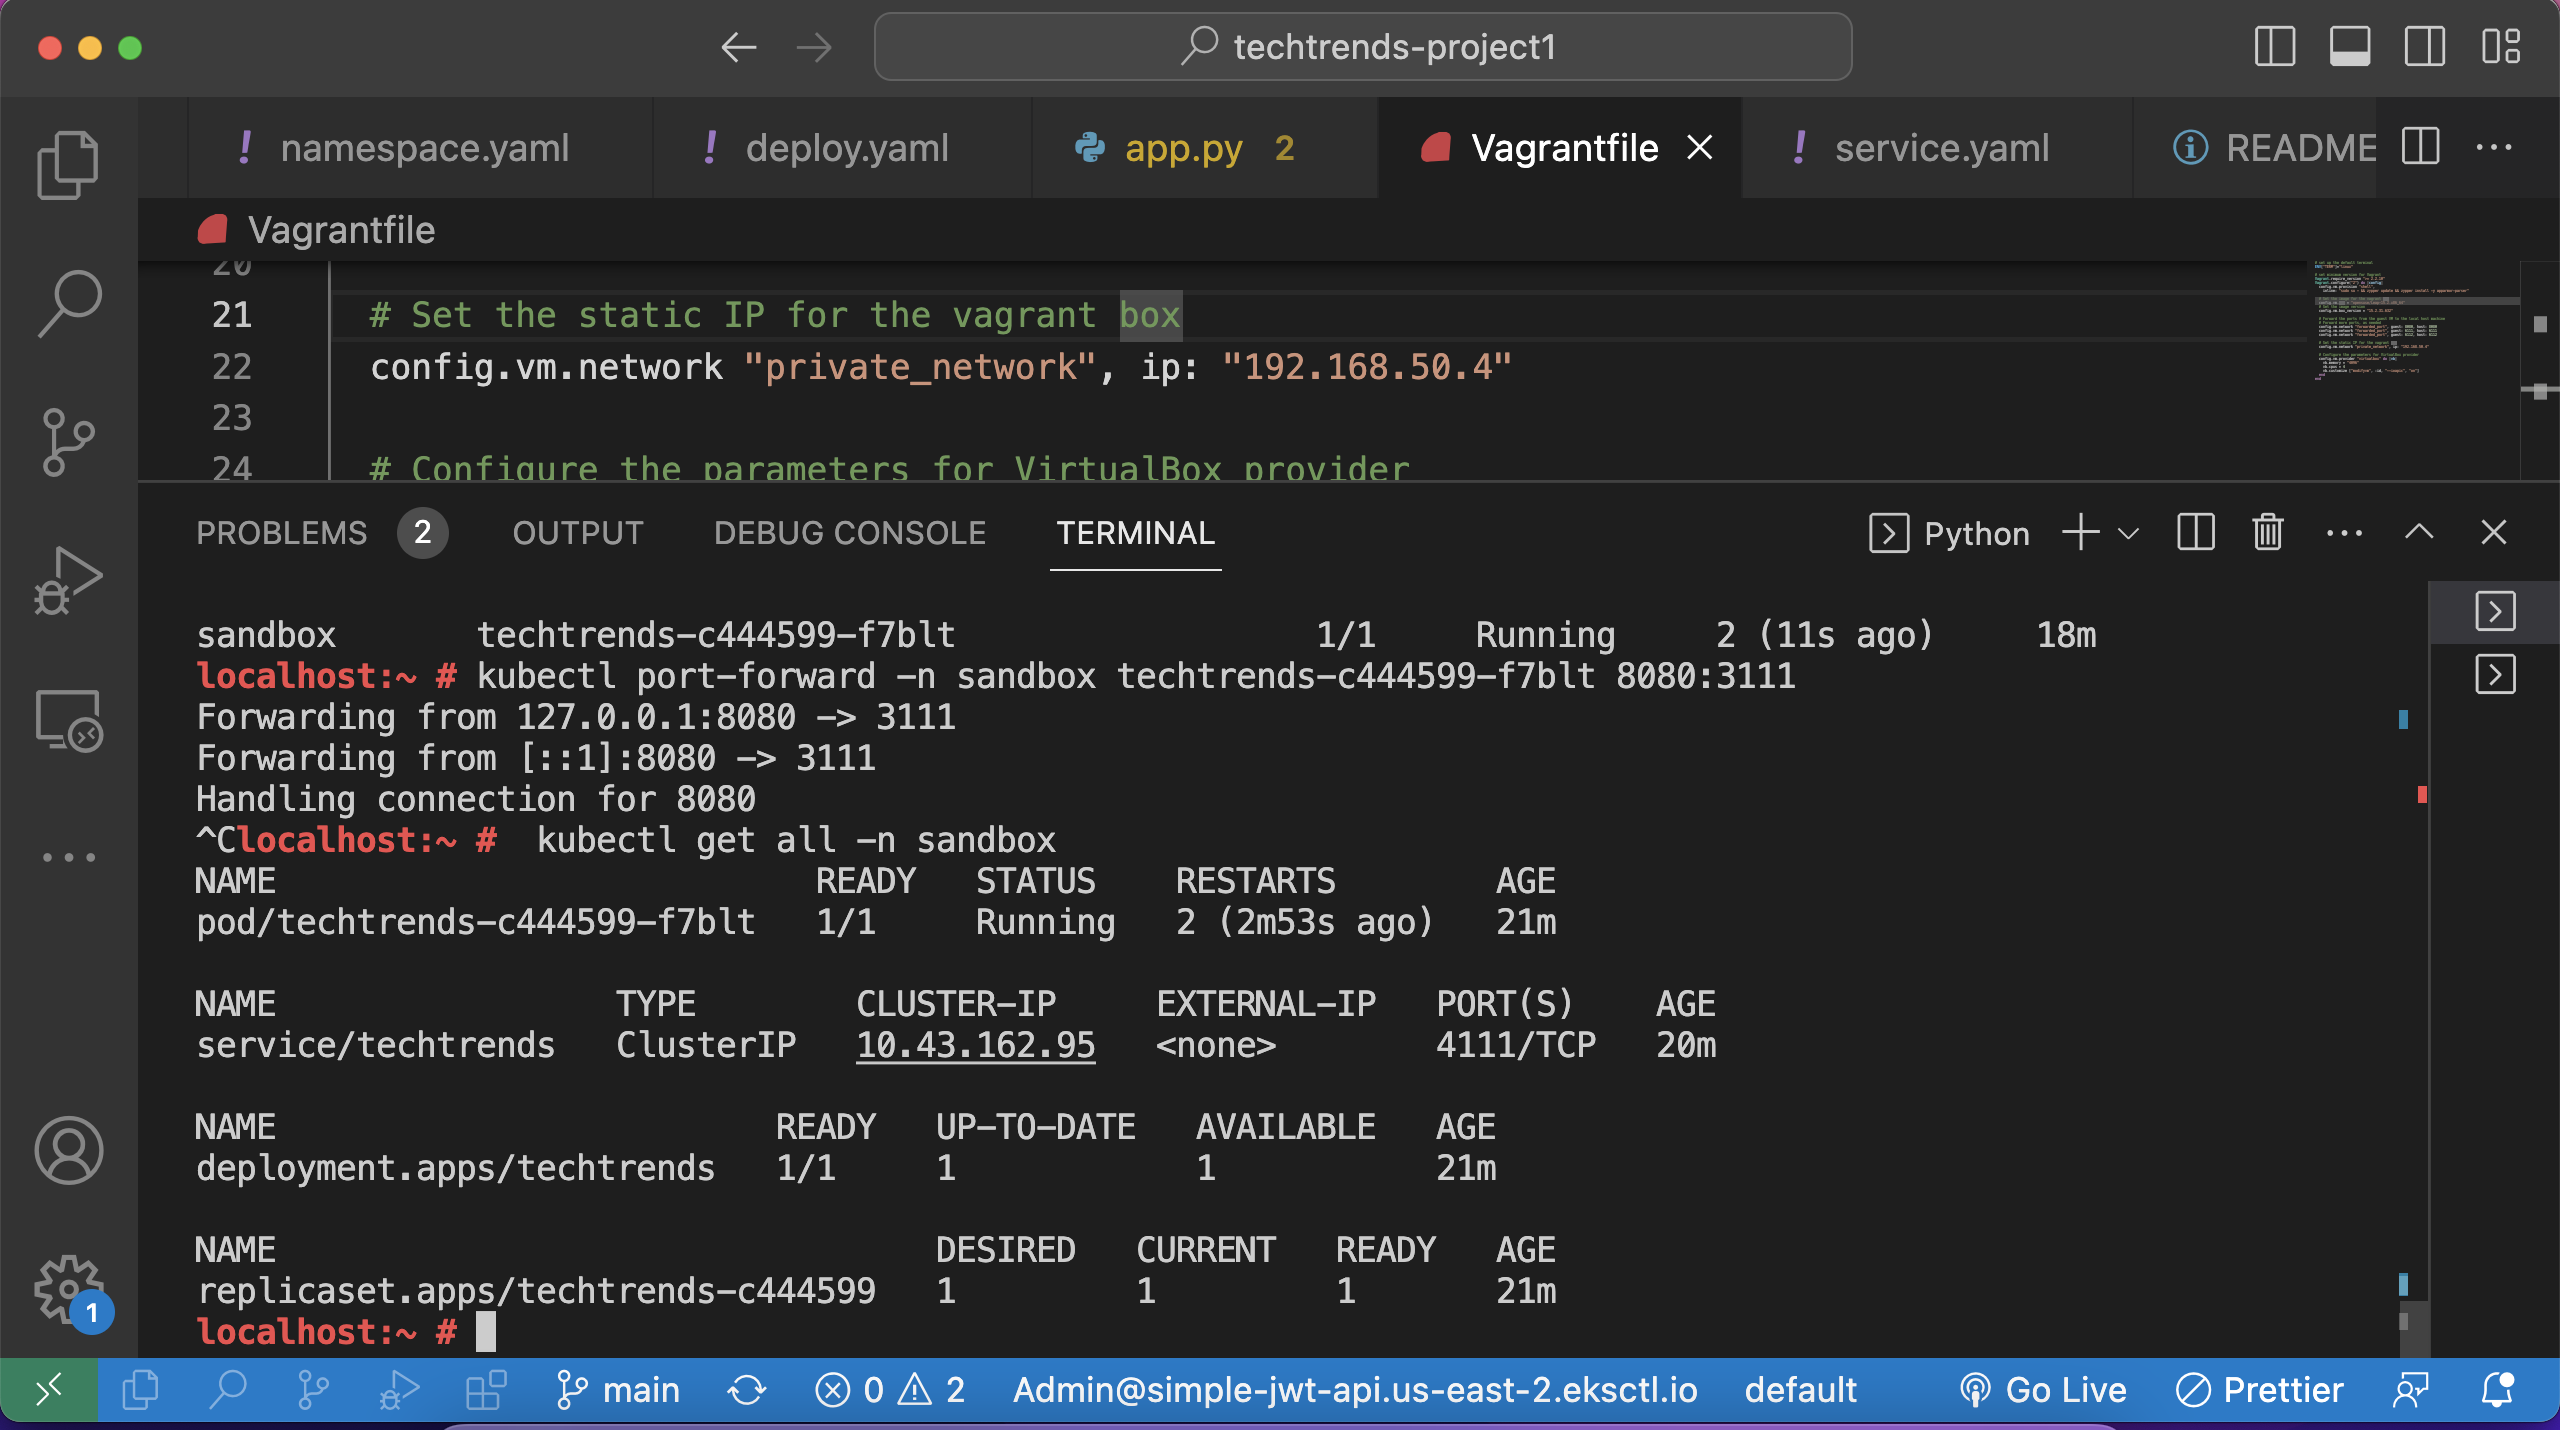 techtrends-project1
! namespace.yaml ! deploy.yaml app.py 2 Vagrantfile ! service.yaml README
Vagrantfile
20
21 # Set the static IP for the vagrant box
22 config.vm.network "private_network", ip: "192.168.50.4"
23
24 # Configure the parameters for VirtualBox provider
PROBLEMS 2 OUTPUT DEBUG CONSOLE TERMINAL Python
sandbox techtrends-c444599-f7blt 1/1 Running 2 (11s ago) 18m
localhost:~ # kubectl port-forward -n sandbox techtrends-c444599-f7blt 8080:3111
Forwarding from 127.0.0.1:8080 -> 3111
Forwarding from [::1]:8080 -> 3111
Handling connection for 8080
^Clocalhost:~ # kubectl get all -n sandbox
NAME READY STATUS RESTARTS AGE
pod/techtrends-c444599-f7blt 1/1 Running 2 (2m53s ago) 21m
NAME TYPE CLUSTER-IP EXTERNAL-IP PORT(S) AGE
service/techtrends ClusterIP 10.43.162.95 <none> 4111/TCP 20m
NAME READY UP-TO-DATE AVAILABLE AGE
deployment.apps/techtrends 1/1 1 1 21m
NAME DESIRED CURRENT READY AGE
replicaset.apps/techtrends-c444599 1 1 1 21m
localhost:~ #
1
main 0 2 Admin@simple-jwt-api.us-east-2.eksctl.io default Go Live Prettier